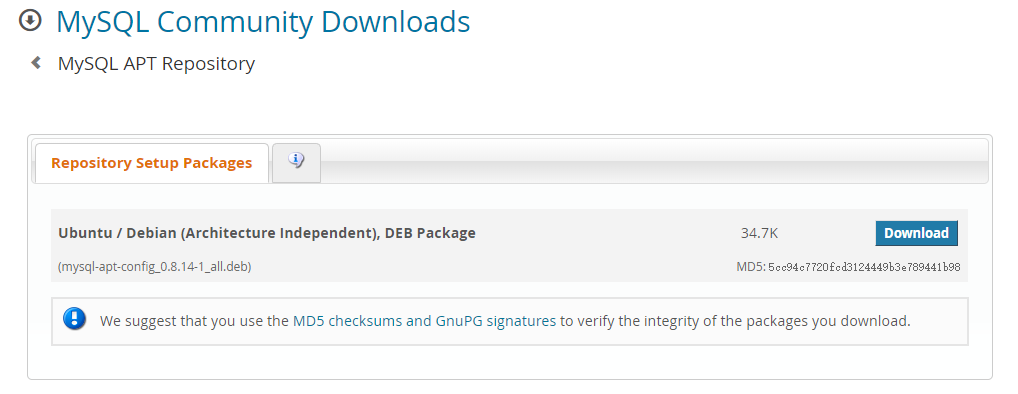 MySQL Community Downloads
MySQL APT Repository
Repository Setup Packages
Ubuntu / Debian (Architecture Independent), DEB Package 34.7K Download
(mysql-apt-config_0.8.14-1_all.deb) MD5: 5cc94c7720fcd3124449b3e789441b98
We suggest that you use the MD5 checksums and GnuPG signatures to verify the integrity of the packages you download.